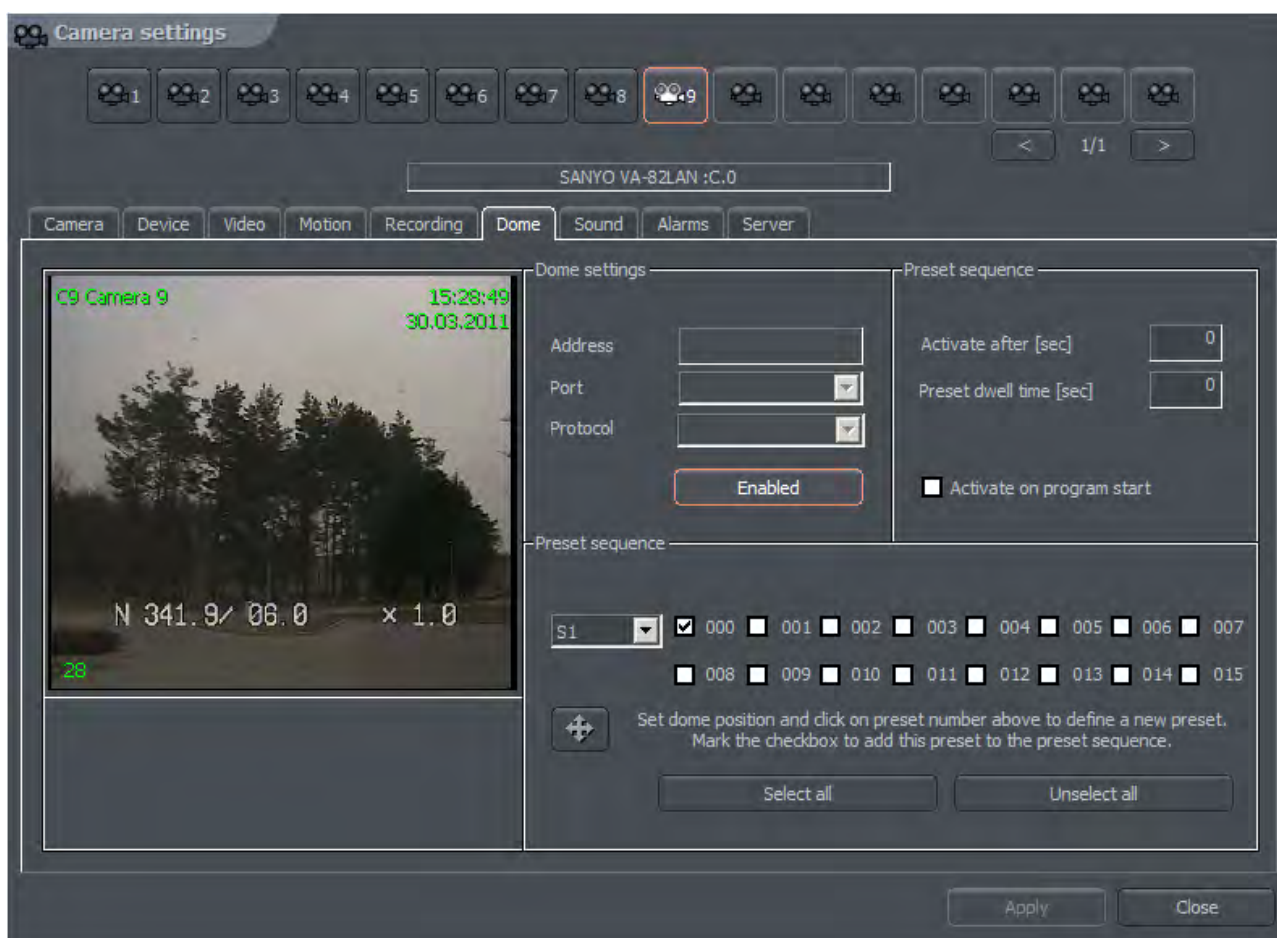 Camera settings
1 2 3 4 5 6 7 8 9
< 1/1 >
SANYO VA-82LAN :C.0
Camera Device Video Motion Recording Dome Sound Alarms Server
C9 Camera 9 15:28:49
30.03.2011
N 341.9/ 06.0 × 1.0
28
Dome settings
Address
Port
Protocol
Enabled
Preset sequence
Activate after [sec] 0
Preset dwell time [sec] 0
Activate on program start
Preset sequence
S1 000 001 002 003 004 005 006 007
008 009 010 011 012 013 014 015
Set dome position and click on preset number above to define a new preset.
Mark the checkbox to add this preset to the preset sequence.
Select all Unselect all
Apply Close